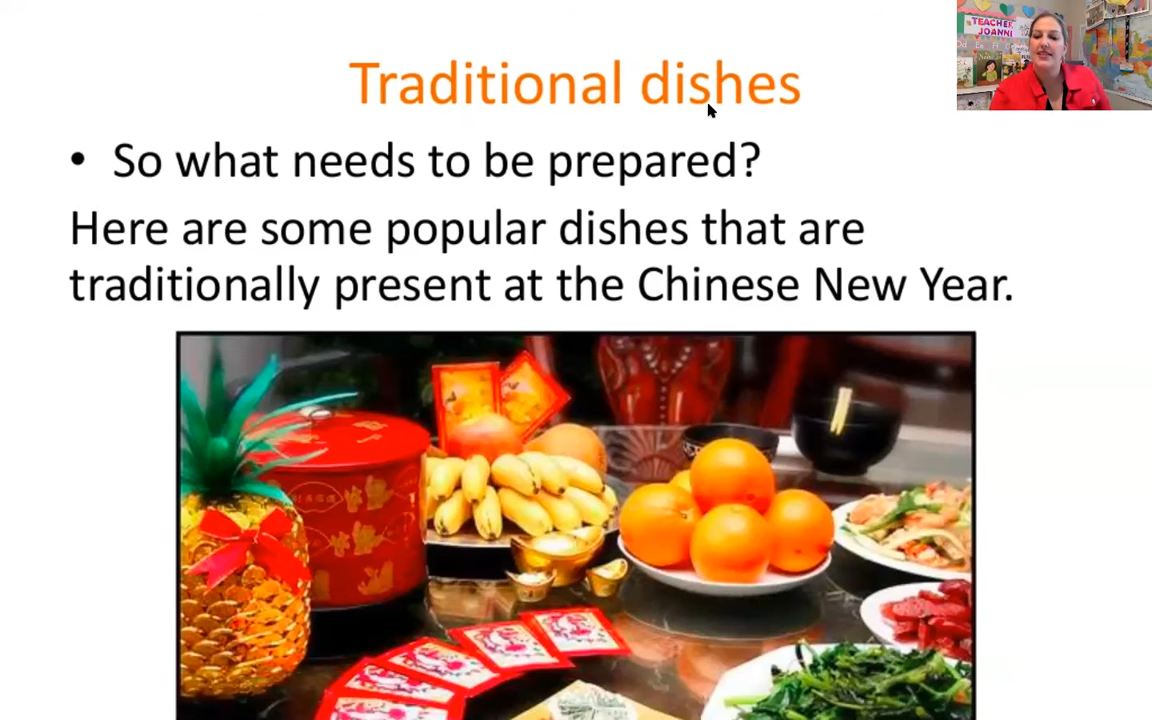 TEACHER
JOANNI
Traditional dishes
• So what needs to be prepared?
Here are some popular dishes that are
traditionally present at the Chinese New Year.